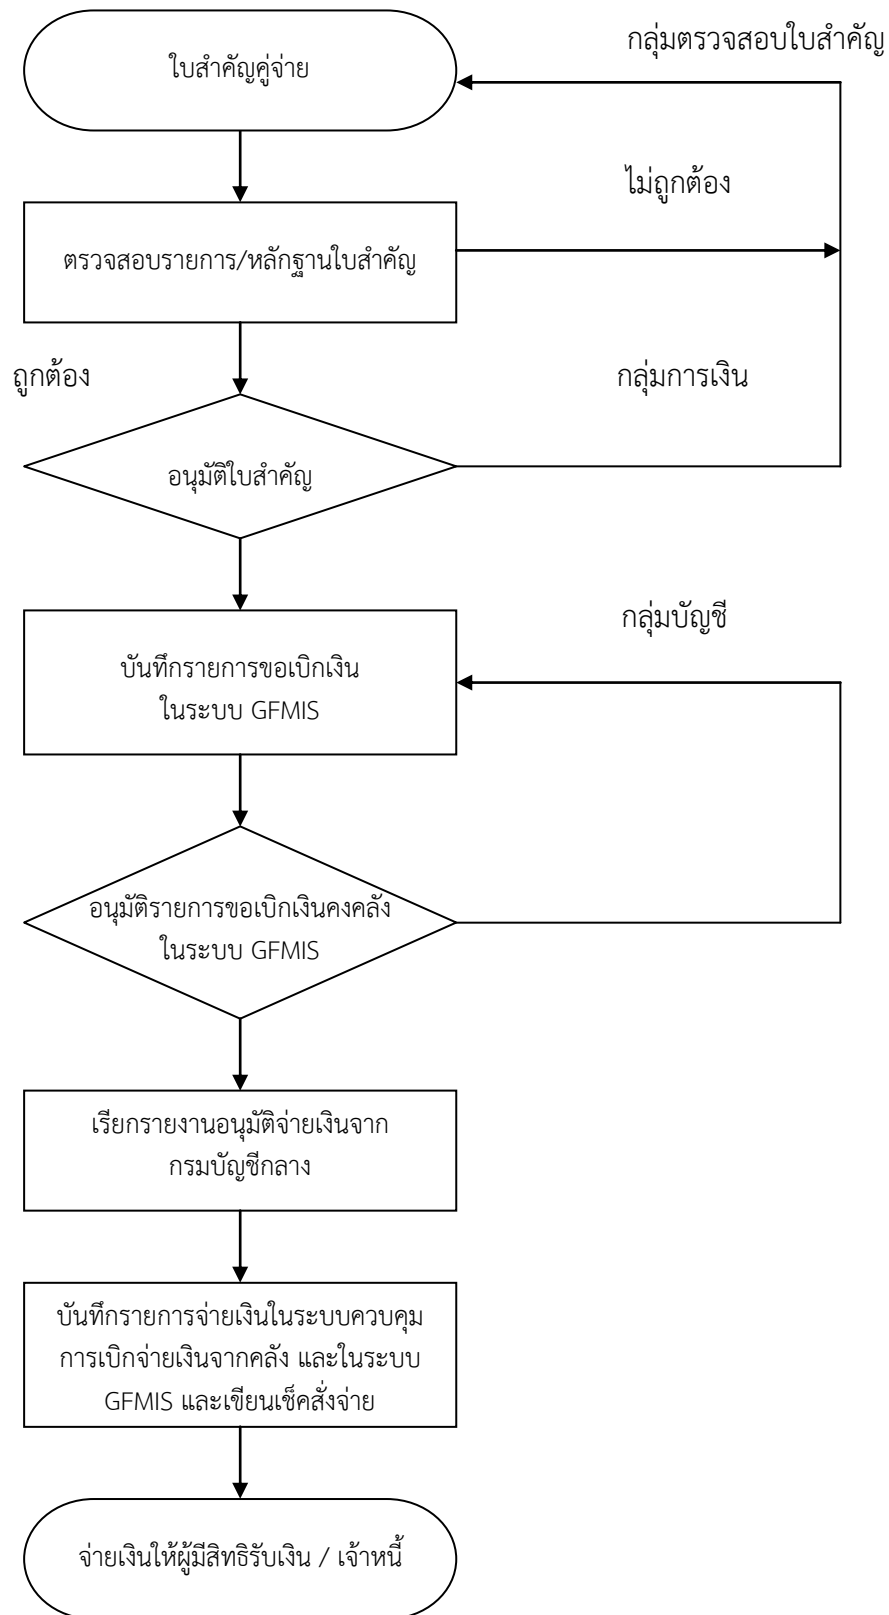 กลุ่มตรวจสอบใบสำคัญ
ใบสำคัญคู่จ่าย
ไม่ถูกต้อง
ตรวจสอบรายการ/หลักฐานใบสำคัญ
ถูกต้อง
กลุ่มการเงิน
อนุมัติใบสำคัญ
กลุ่มบัญชี
บันทึกรายการขอเบิกเงิน
ในระบบ GFMIS
อนุมัติรายการขอเบิกเงินคงคลัง
ในระบบ GFMIS
เรียกรายงานอนุมัติจ่ายเงินจาก
กรมบัญชีกลาง
บันทึกรายการจ่ายเงินในระบบควบคุม
การเบิกจ่ายเงินจากคลัง และในระบบ
GFMIS และเขียนเช็คสั่งจ่าย
จ่ายเงินให้ผู้มีสิทธิรับเงิน / เจ้าหนี้